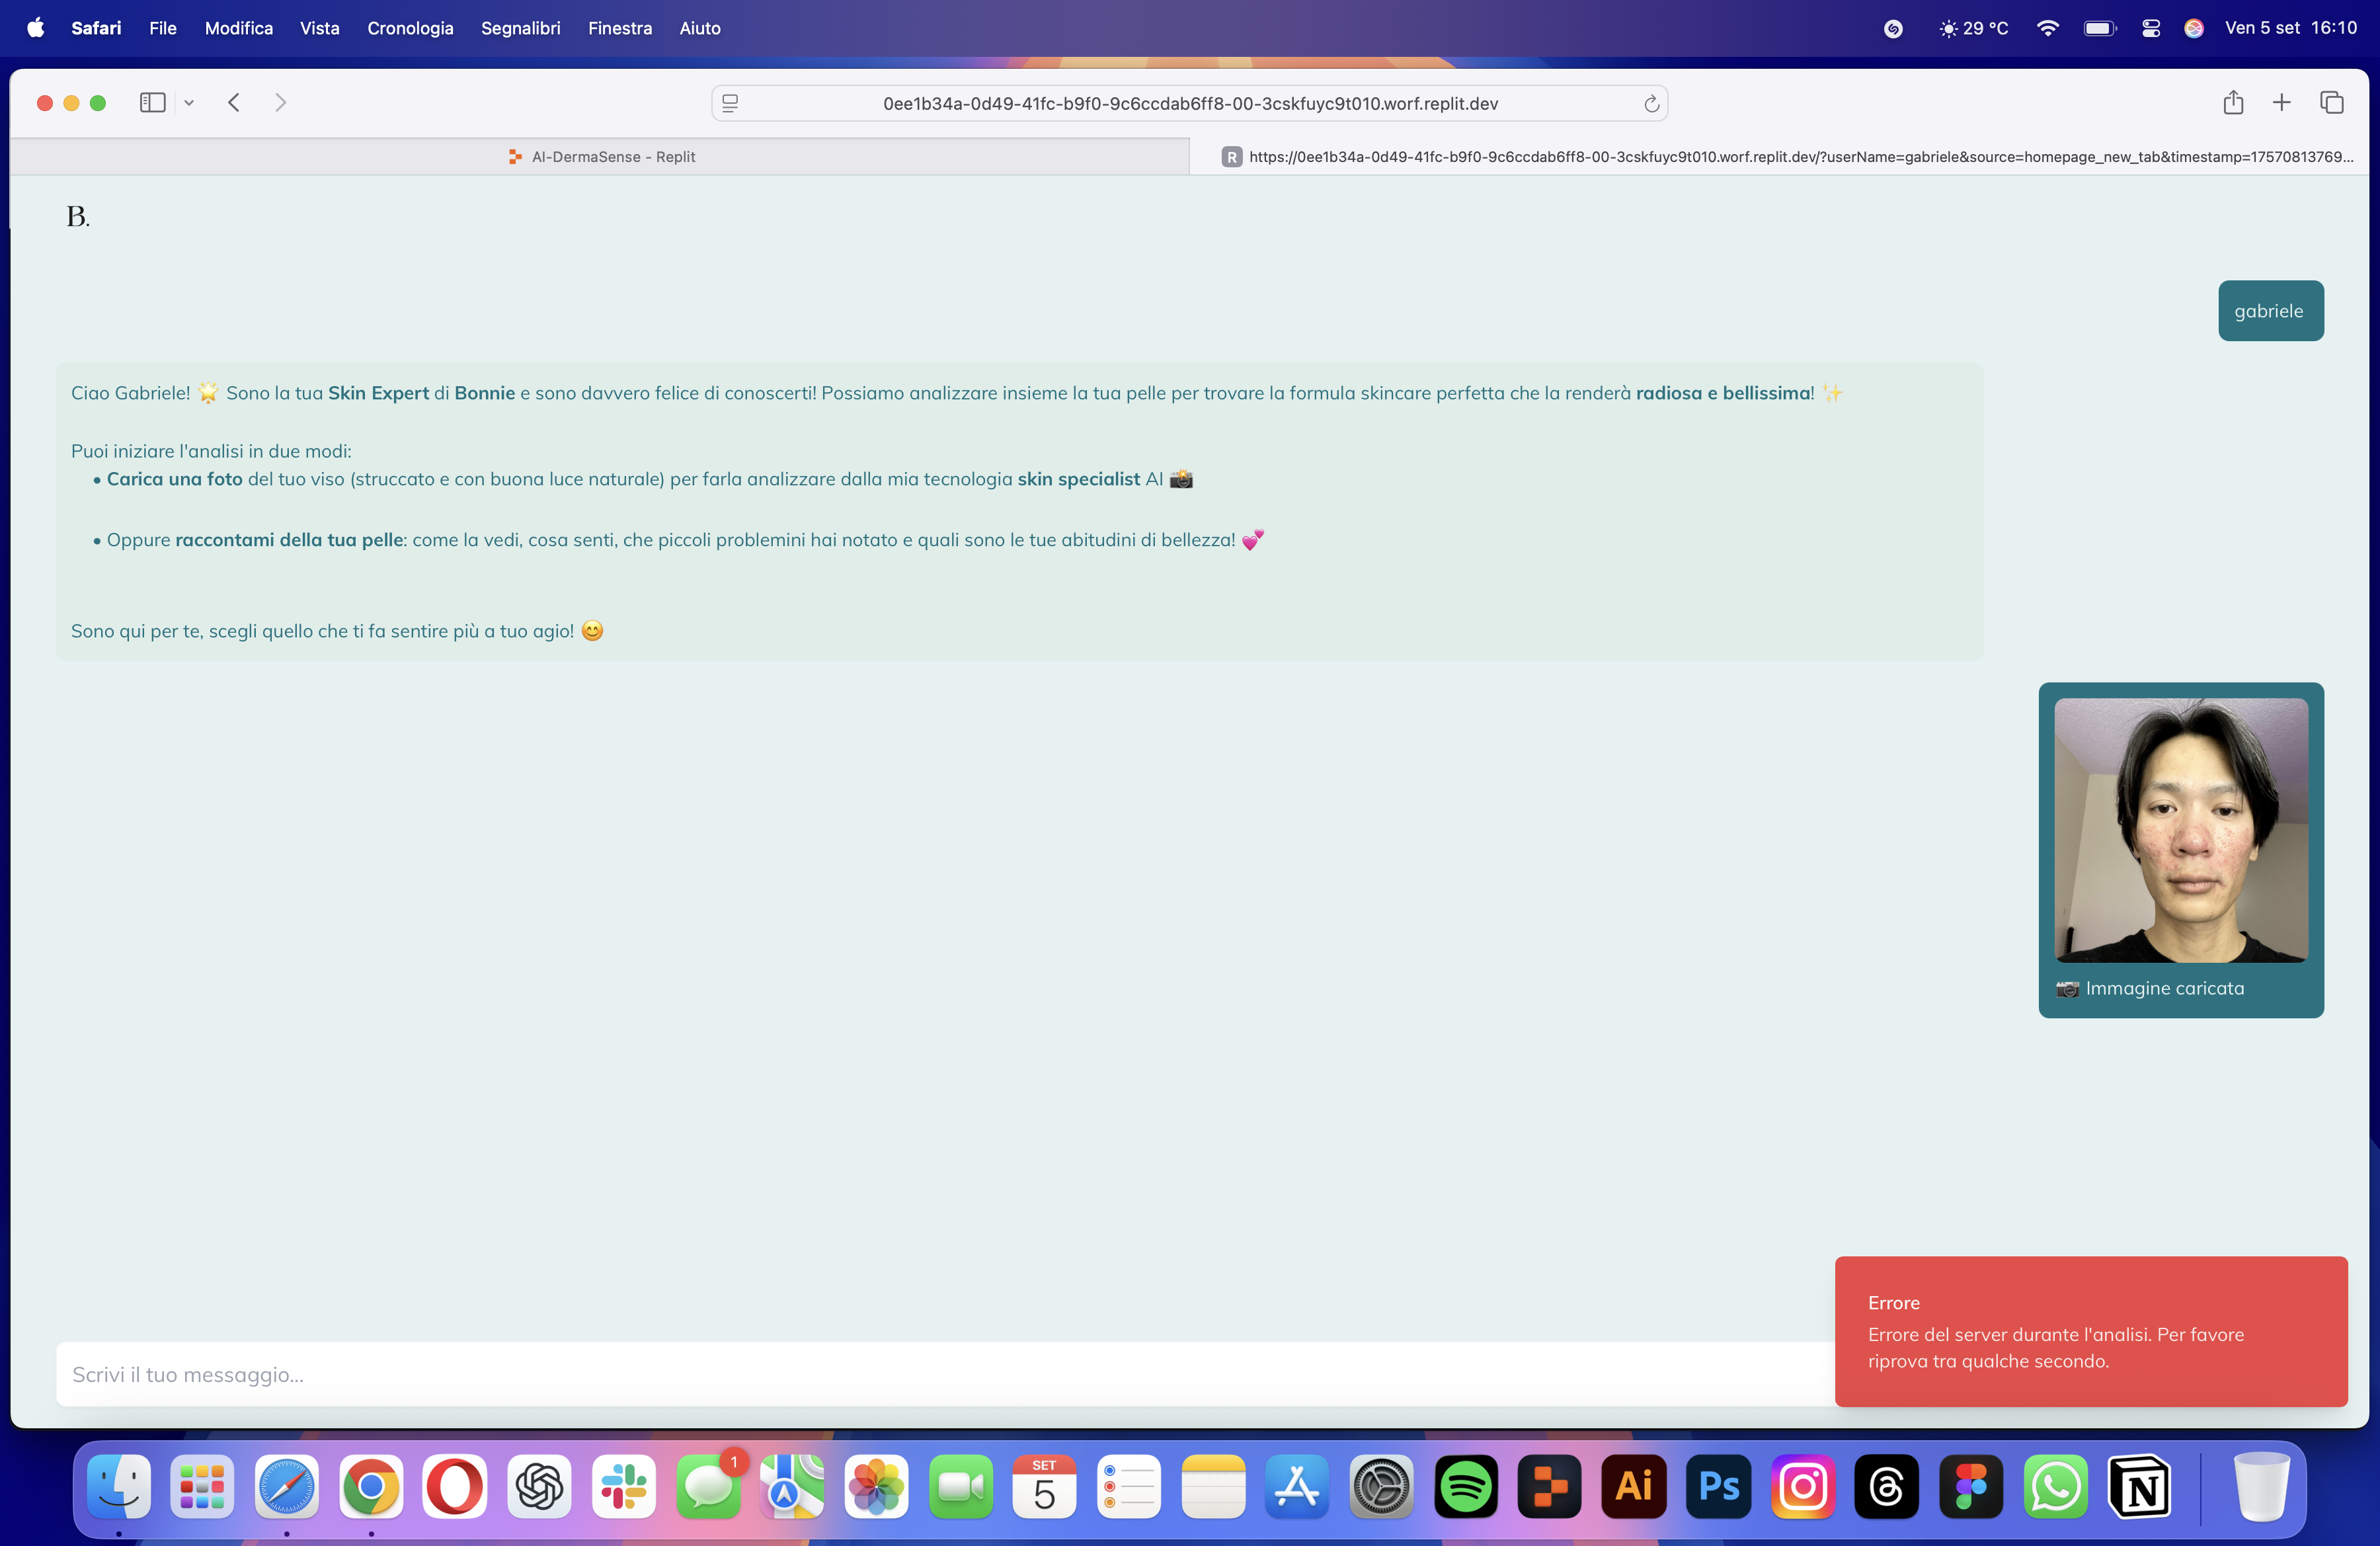 Safari File Modifica Vista Cronologia Segnalibri Finestra Aiuto 29 °C Ven 5 set 16:10
0ee1b34a-0d49-41fc-b9f0-9c6ccdab6ff8-00-3cskfuyc9t010.worf.replit.dev
AI-DermaSense - Replit
R https://0ee1b34a-0d49-41fc-b9f0-9c6ccdab6ff8-00-3cskfuyc9t010.worf.replit.dev/?userName=gabriele&source=homepage_new_tab&timestamp=17570813769...
B.
gabriele
Ciao Gabriele! 🌟 Sono la tua Skin Expert di Bonnie e sono davvero felice di conoscerti! Possiamo analizzare insieme la tua pelle per trovare la formula skincare perfetta che la renderà radiosa e bellissima! ✨
Puoi iniziare l'analisi in due modi:
• Carica una foto del tuo viso (struccato e con buona luce naturale) per farla analizzare dalla mia tecnologia skin specialist AI 📸
• Oppure raccontami della tua pelle: come la vedi, cosa senti, che piccoli problemini hai notato e quali sono le tue abitudini di bellezza! 💕
Sono qui per te, scegli quello che ti fa sentire più a tuo agio! 😊
📷 Immagine caricata
Errore
Errore del server durante l'analisi. Per favore
riprova tra qualche secondo.
Scrivi il tuo messaggio...
1
SET
5
Ai
Ps
N